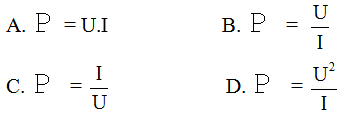 A. P = U.I B. P = U/I
C. P = I/U D. P = U²/I